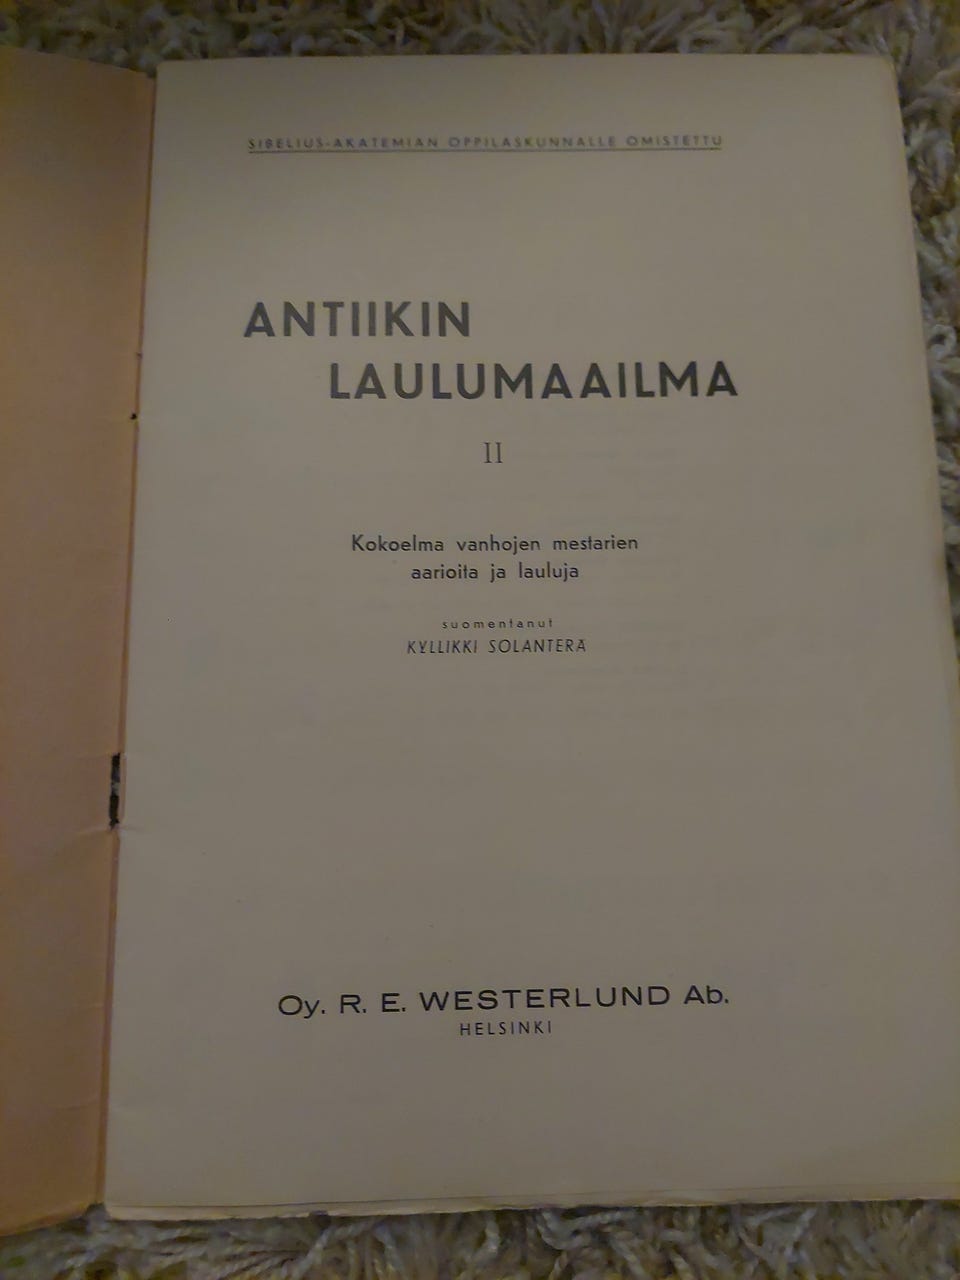 SIBELIUS-AKATEMIAN OPPILASKUNNALLE OMISTETTU
ANTIIKIN
LAULUMAAILMA
II
Kokoelma vanhojen mestarien
aarioita ja lauluja
suomentanut
KYLLIKKI SOLANTERÄ
Oy. R. E. WESTERLUND Ab.
HELSINKI